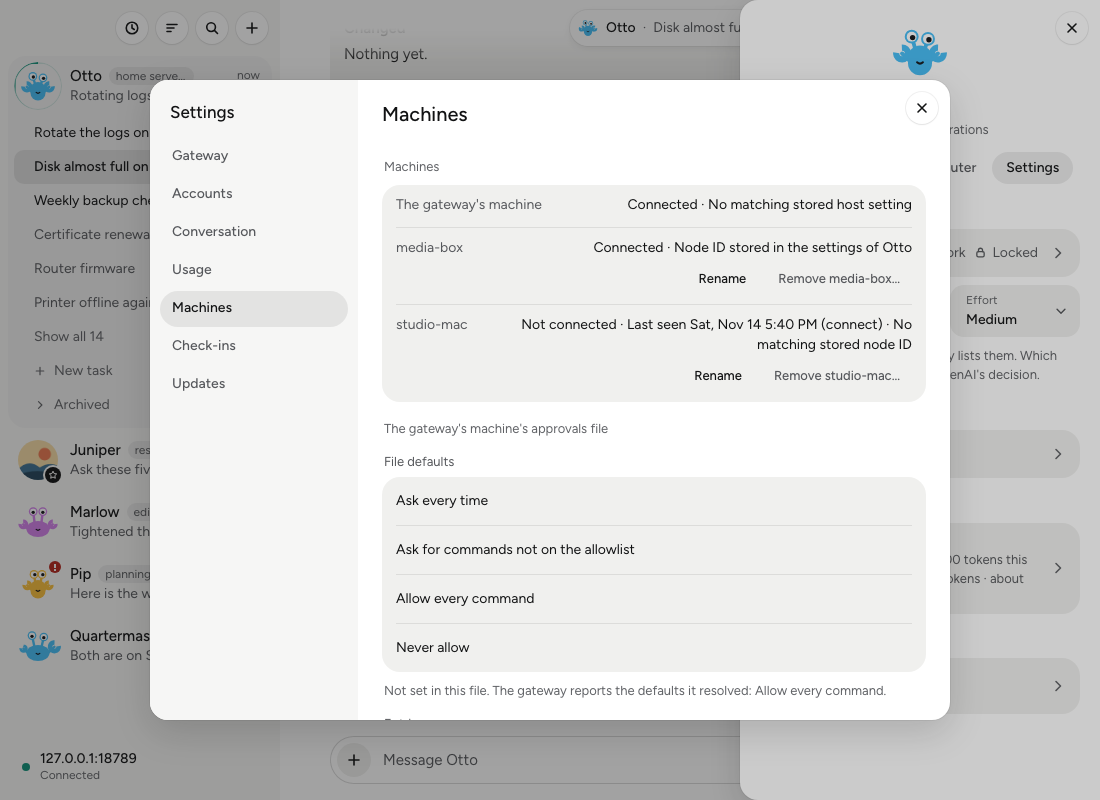 Nothing yet.
Otto · Disk almost fu
Otto home serve... now
Rotating logs
Rotate the logs on
Disk almost full on
Weekly backup che
Certificate renewa
Router firmware
Printer offline agai
Show all 14
New task
Archived
Juniper res
Ask these fiv
Marlow edi
Tightened th
Pip planning
Here is the w
Quartermas
Both are on S
127.0.0.1:18789
Connected
Settings
Gateway
Accounts
Conversation
Usage
Machines
Check-ins
Updates
Machines
Machines
The gateway's machine Connected · No matching stored host setting
media-box Connected · Node ID stored in the settings of Otto
Rename Remove media-box...
studio-mac Not connected · Last seen Sat, Nov 14 5:40 PM (connect) · No
matching stored node ID
Rename Remove studio-mac...
The gateway's machine's approvals file
File defaults
Ask every time
Ask for commands not on the allowlist
Allow every command
Never allow
Not set in this file. The gateway reports the defaults it resolved: Allow every command.
Message Otto
rations
uter Settings
ork Locked
Effort
Medium
y lists them. Which
enAI's decision.
00 tokens this
okens · about